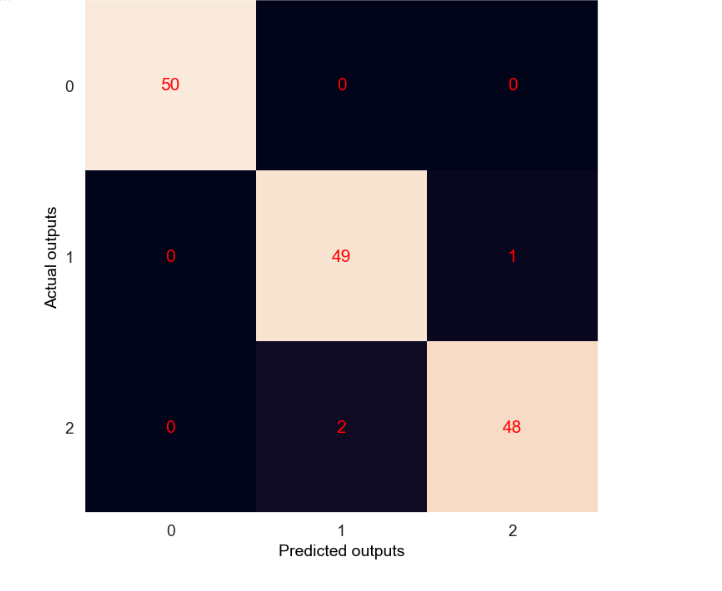 0
50 0 0
Actual outputs
1
0 49 1
2
0 2 48
0 1 2
Predicted outputs